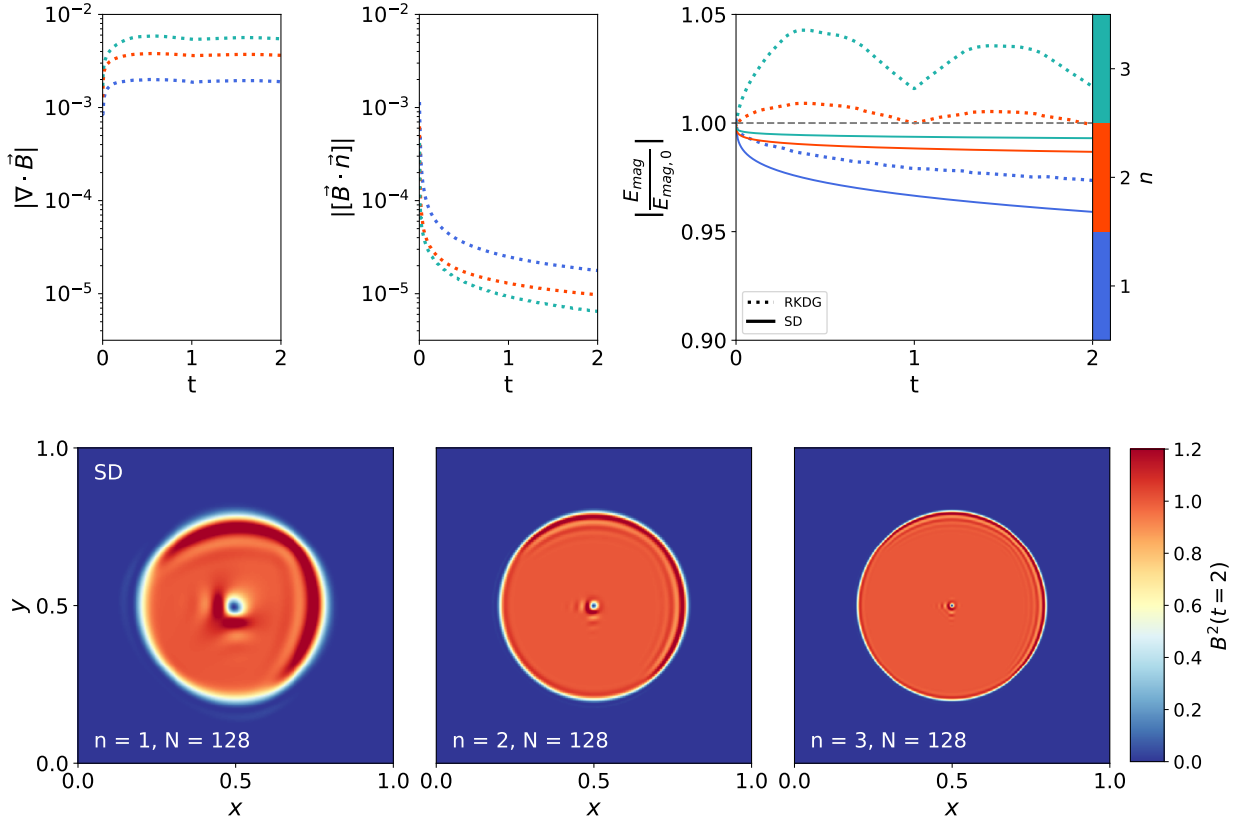 10⁻²
10⁻³
10⁻⁴
10⁻⁵
|∇ · B⃗|
0 1 2
t
10⁻²
10⁻³
10⁻⁴
10⁻⁵
|[B⃗ · n⃗]|
0 1 2
t
1.05
1.00
0.95
0.90
|E_mag / E_mag, 0|
RKDG
SD
0 1 2
t
3
2
1
n
1.0
0.5
0.0
y
SD
n = 1, N = 128
0.0 0.5 1.0
x
n = 2, N = 128
0.0 0.5 1.0
x
n = 3, N = 128
0.0 0.5 1.0
x
1.2
1.0
0.8
0.6
0.4
0.2
0.0
B²(t = 2)